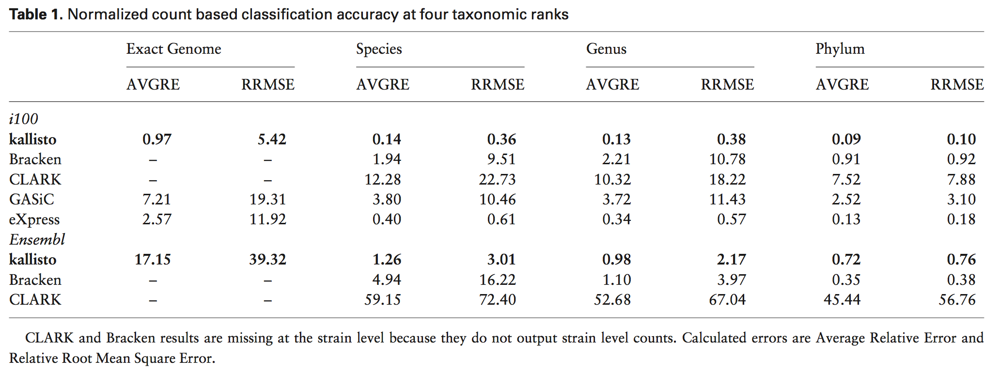 Table 1. Normalized count based classification accuracy at four taxonomic ranks
Exact Genome Species Genus Phylum
AVGRE RRMSE AVGRE RRMSE AVGRE RRMSE AVGRE RRMSE
i100
kallisto 0.97 5.42 0.14 0.36 0.13 0.38 0.09 0.10
Bracken – – 1.94 9.51 2.21 10.78 0.91 0.92
CLARK – – 12.28 22.73 10.32 18.22 7.52 7.88
GASiC 7.21 19.31 3.80 10.46 3.72 11.43 2.52 3.10
eXpress 2.57 11.92 0.40 0.61 0.34 0.57 0.13 0.18
Ensembl
kallisto 17.15 39.32 1.26 3.01 0.98 2.17 0.72 0.76
Bracken – – 4.94 16.22 1.10 3.97 0.35 0.38
CLARK – – 59.15 72.40 52.68 67.04 45.44 56.76
CLARK and Bracken results are missing at the strain level because they do not output strain level counts. Calculated errors are Average Relative Error and
Relative Root Mean Square Error.